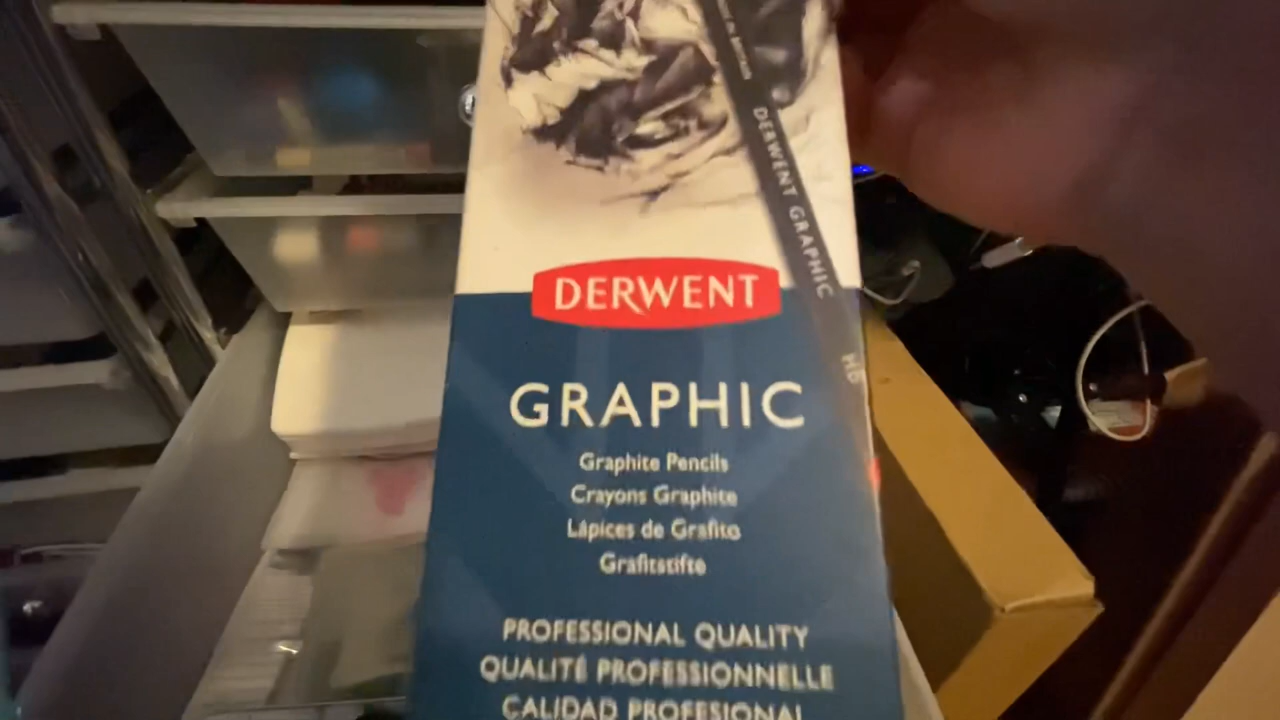 DERWENT GRAPHIC
HB
DERWENT
GRAPHIC
Graphite Pencils
Crayons Graphite
Lápices de Grafito
Grafitstifte
PROFESSIONAL QUALITY
QUALITÉ PROFESSIONNELLE
CALIDAD PROFESIONAL